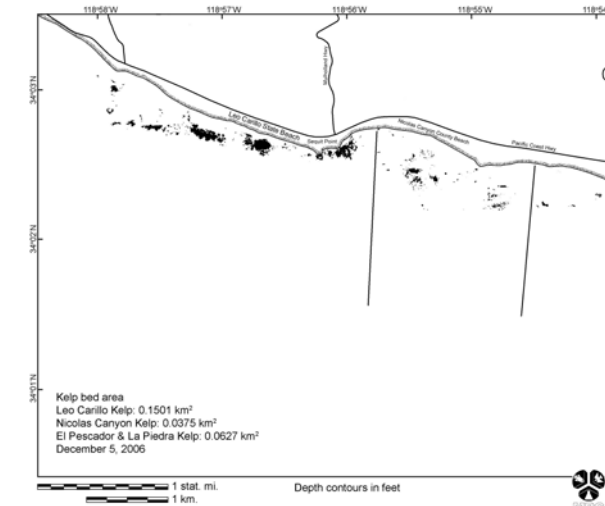 118°58'W 118°57'W 118°56'W 118°55'W 118°54
34°03'N
Mulholland Hwy
Leo Carillo State Beach
Sequit Point
Nicolas Canyon County Beach
Pacific Coast Hwy
34°02'N
34°01'N
Kelp bed area
Leo Carillo Kelp: 0.1501 km²
Nicolas Canyon Kelp: 0.0375 km²
El Pescador & La Piedra Kelp: 0.0627 km²
December 5, 2006
1 stat. mi.
1 km.
Depth contours in feet